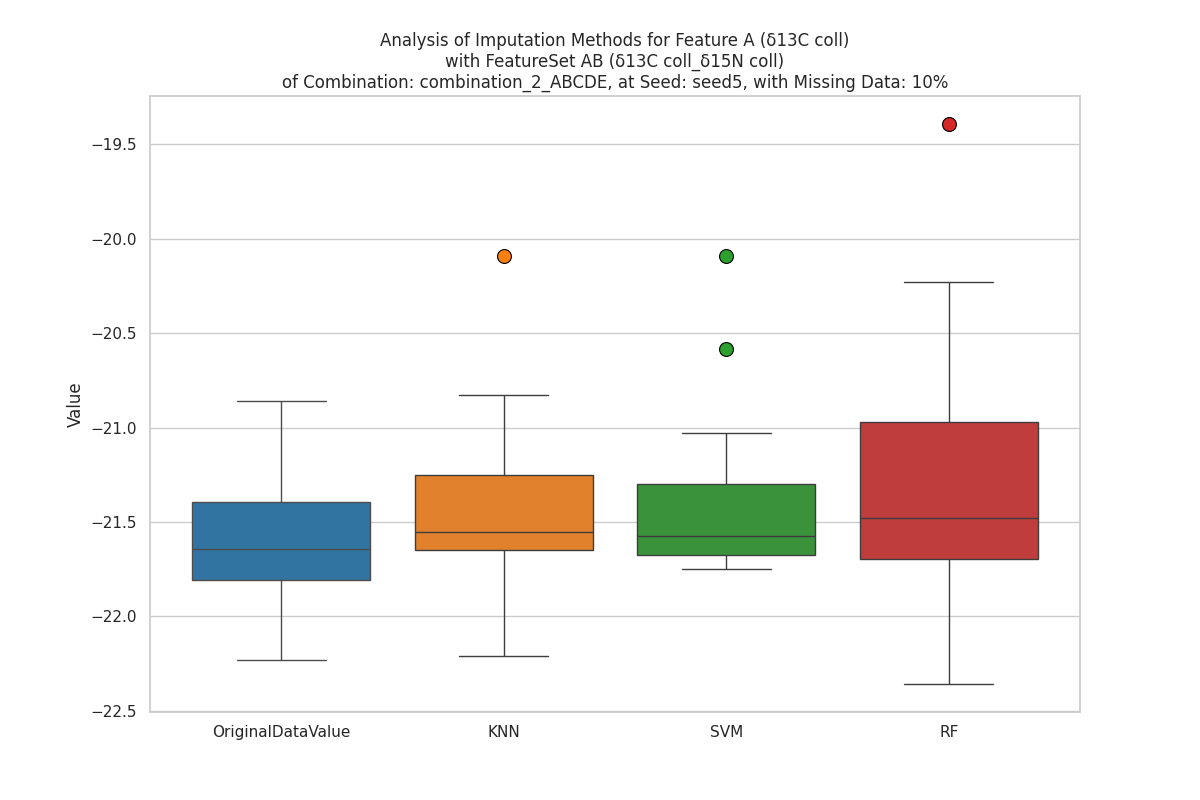 Analysis of Imputation Methods for Feature A (δ13C coll)
with FeatureSet AB (δ13C coll_δ15N coll)
of Combination: combination_2_ABCDE, at Seed: seed5, with Missing Data: 10%
Value
−19.5
−20.0
−20.5
−21.0
−21.5
−22.0
−22.5
OriginalDataValue
KNN
SVM
RF